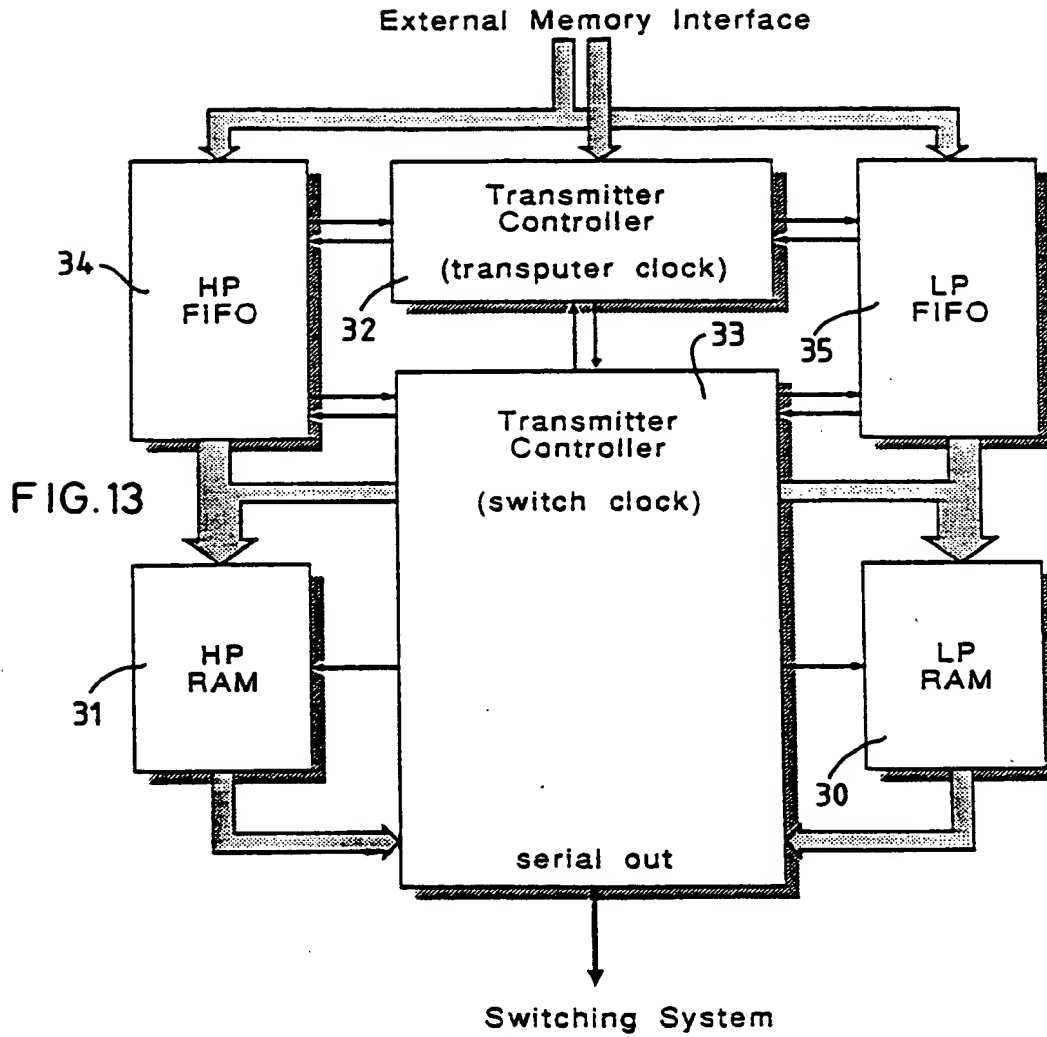 External Memory Interface
Transmitter
Controller
(transputer clock)
34
HP
FIFO
32
LP
FIFO
35
33
Transmitter
Controller
(switch clock)
FIG.13
HP
RAM
31
LP
RAM
30
serial out
Switching System